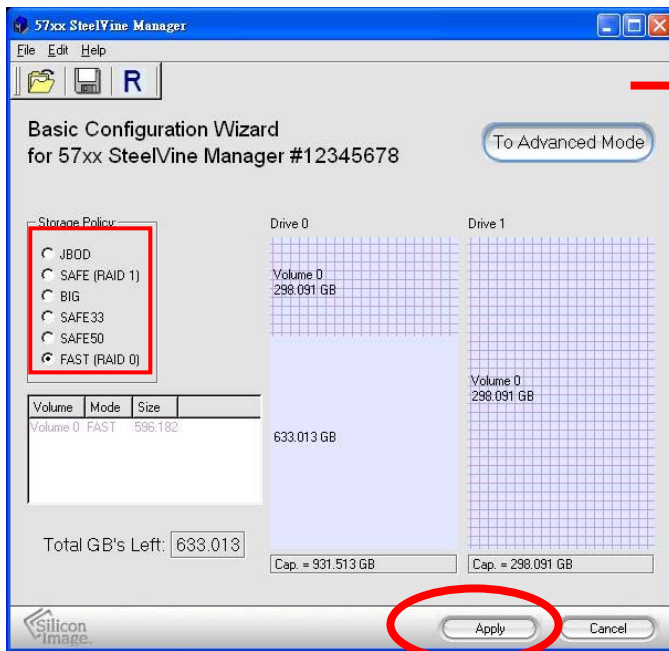 57xx SteelVine Manager
File Edit Help
R
Basic Configuration Wizard
for 57xx SteelVine Manager #12345678
To Advanced Mode
Storage Policy:
JBOD
SAFE (RAID 1)
BIG
SAFE33
SAFE50
FAST (RAID 0)
Volume Mode Size
Volume 0 FAST 596.182
Total GB's Left: 633.013
Drive 0
Volume 0
298.091 GB
633.013 GB
Cap. = 931.513 GB
Drive 1
Volume 0
298.091 GB
Cap. = 298.091 GB
Silicon
Image.
Apply
Cancel